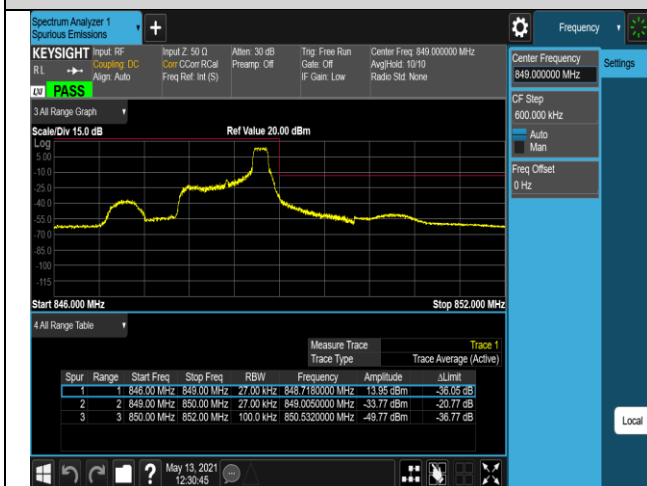 Spectrum Analyzer 1
Spurious Emissions
+
Frequency
KEYSIGHT Input: RF Input Z: 50 Ω Atten: 30 dB Trig: Free Run Center Freq: 849.000000 MHz
RL Coupling: DC Corr CCorr RCal Preamp: Off Gate: Off Avg|Hold: 10/10
Align: Auto Freq Ref: Int (S) IF Gain: Low Radio Std: None
LXI PASS
Center Frequency
849.000000 MHz
Settings
CF Step
600.000 kHz
Auto
Man
Freq Offset
0 Hz
3 All Range Graph
Scale/Div 15.0 dB Ref Value 20.00 dBm
Log
5.00
-10.0
-25.0
-40.0
-55.0
-70.0
-85.0
-100
-115
Start 846.000 MHz Stop 852.000 MHz
4 All Range Table
Measure Trace Trace 1
Trace Type Trace Average (Active)
Spur Range Start Freq Stop Freq RBW Frequency Amplitude ΔLimit
1 1 846.00 MHz 849.00 MHz 27.00 kHz 848.7180000 MHz 13.95 dBm -36.05 dB
2 2 849.00 MHz 850.00 MHz 27.00 kHz 849.0050000 MHz -33.77 dBm -20.77 dB
3 3 850.00 MHz 852.00 MHz 100.0 kHz 850.5320000 MHz -49.77 dBm -36.77 dB
Local
? May 13, 2021
12:30:45